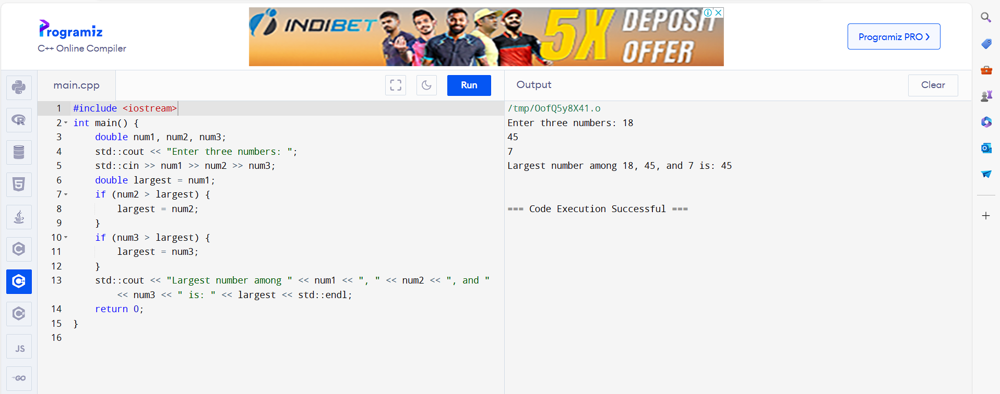 Programiz
C++ Online Compiler
INDIBET
5X
DEPOSIT
OFFER
Programiz PRO
main.cpp
Run
Output
Clear
1 #include <iostream>
2 int main() {
3     double num1, num2, num3;
4     std::cout << "Enter three numbers: ";
5     std::cin >> num1 >> num2 >> num3;
6     double largest = num1;
7     if (num2 > largest) {
8         largest = num2;
9     }
10     if (num3 > largest) {
11         largest = num3;
12     }
13     std::cout << "Largest number among " << num1 << ", " << num2 << ", and "
        << num3 << " is: " << largest << std::endl;
14     return 0;
15 }
16
/tmp/OofQ5y8X41.o
Enter three numbers: 18
45
7
Largest number among 18, 45, and 7 is: 45
=== Code Execution Successful ===
R
5
C
C++
C#
JS
GO